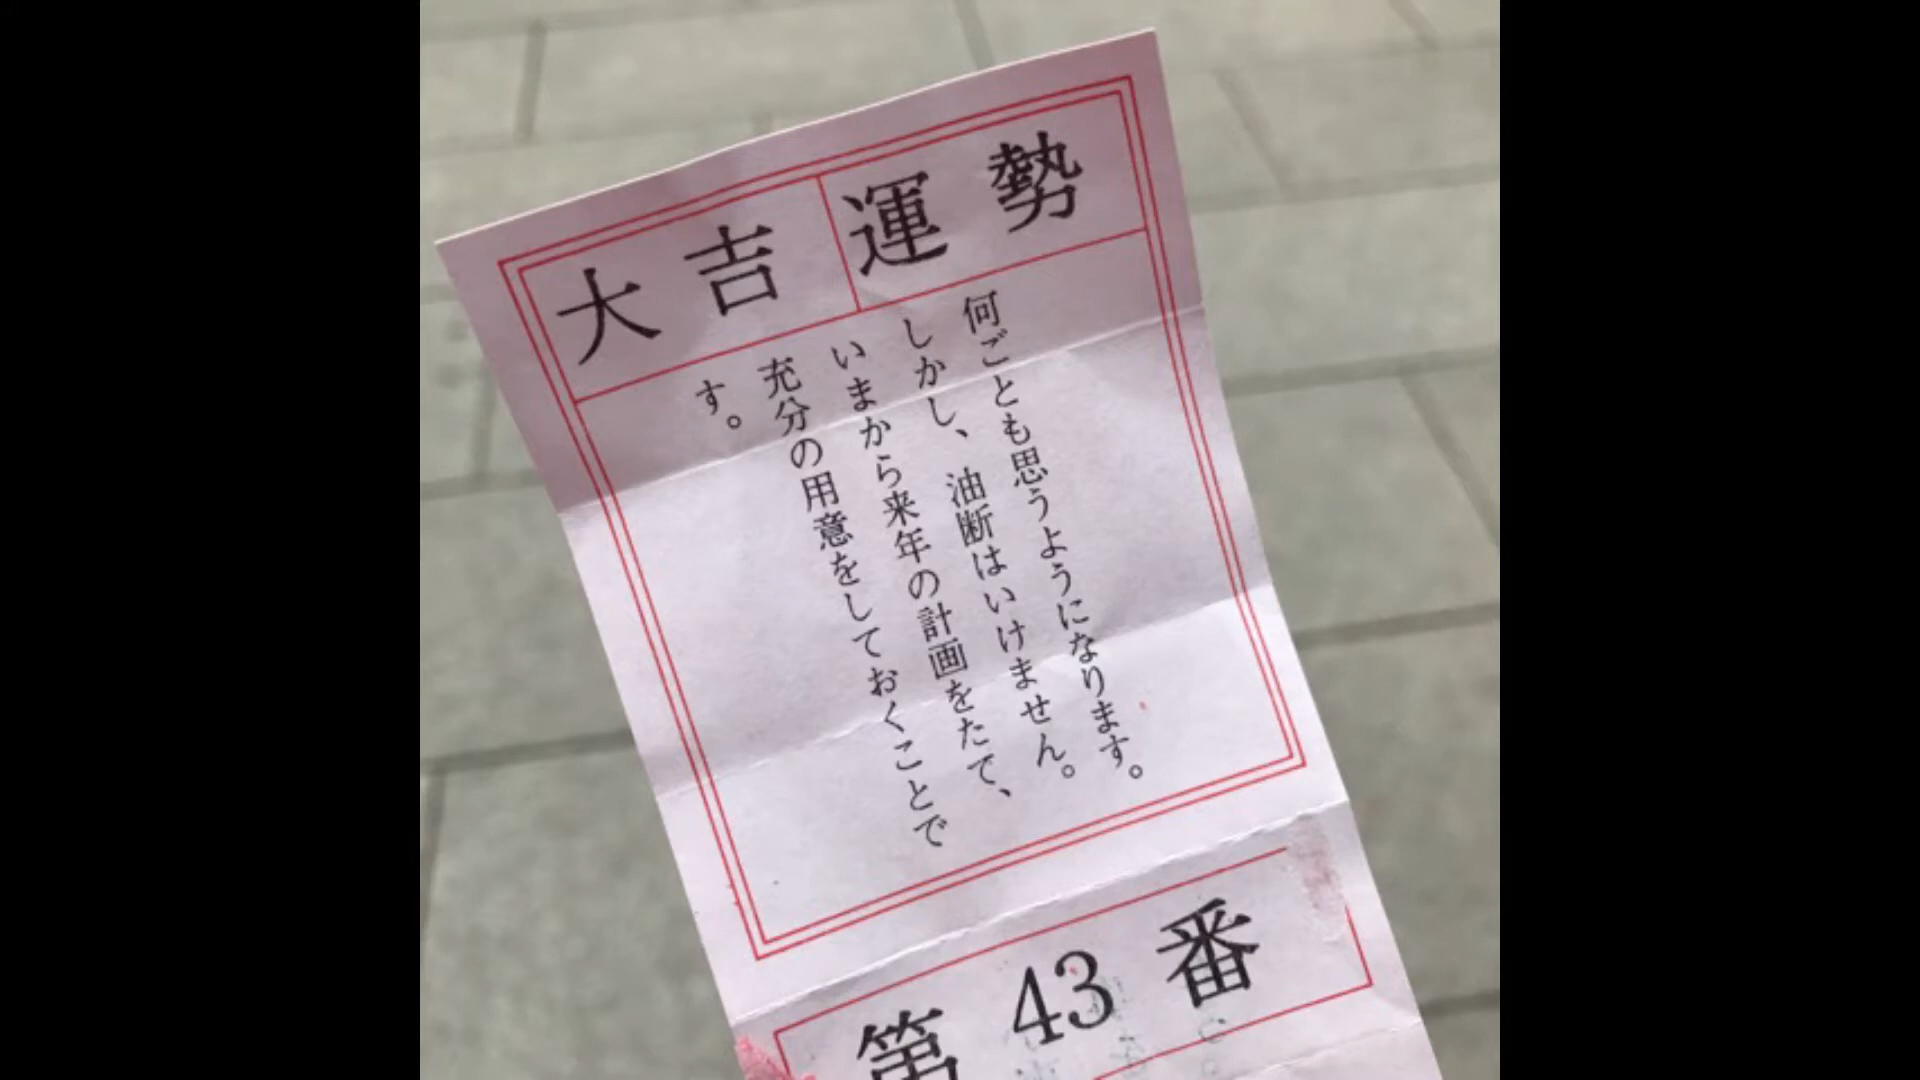 運勢
大吉
何ごとも思うようになります。
しかし、油断はいけません。
いまから来年の計画をたて、
充分の用意をしておくことで
す。
第43番